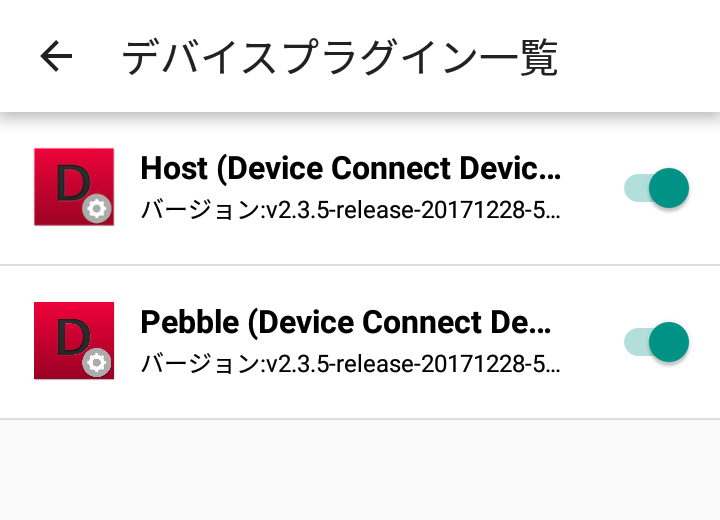 デバイスプラグイン一覧
D
Host (Device Connect Devic...
バージョン:v2.3.5-release-20171228-5...
D
Pebble (Device Connect De...
バージョン:v2.3.5-release-20171228-5...